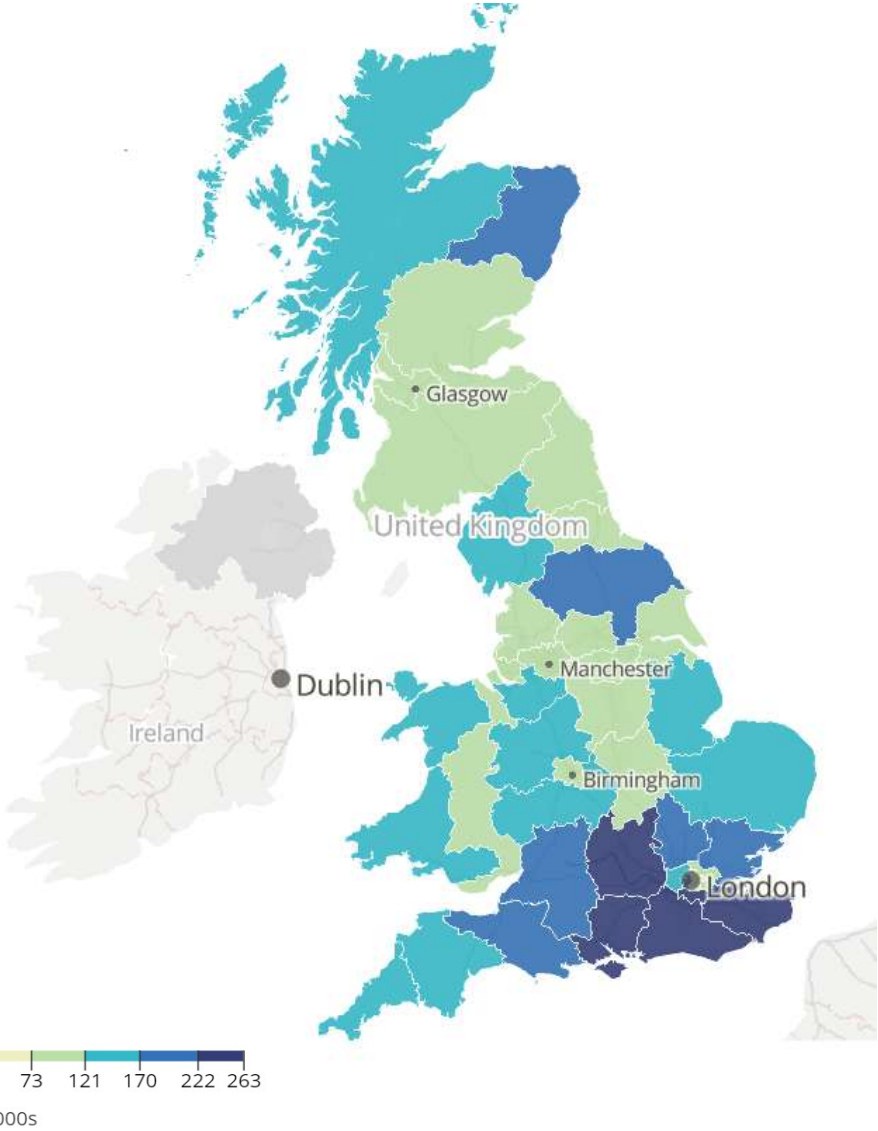 Glasgow
United Kingdom
Manchester
Dublin
Ireland
Birmingham
London
73 121 170 222 263
000s